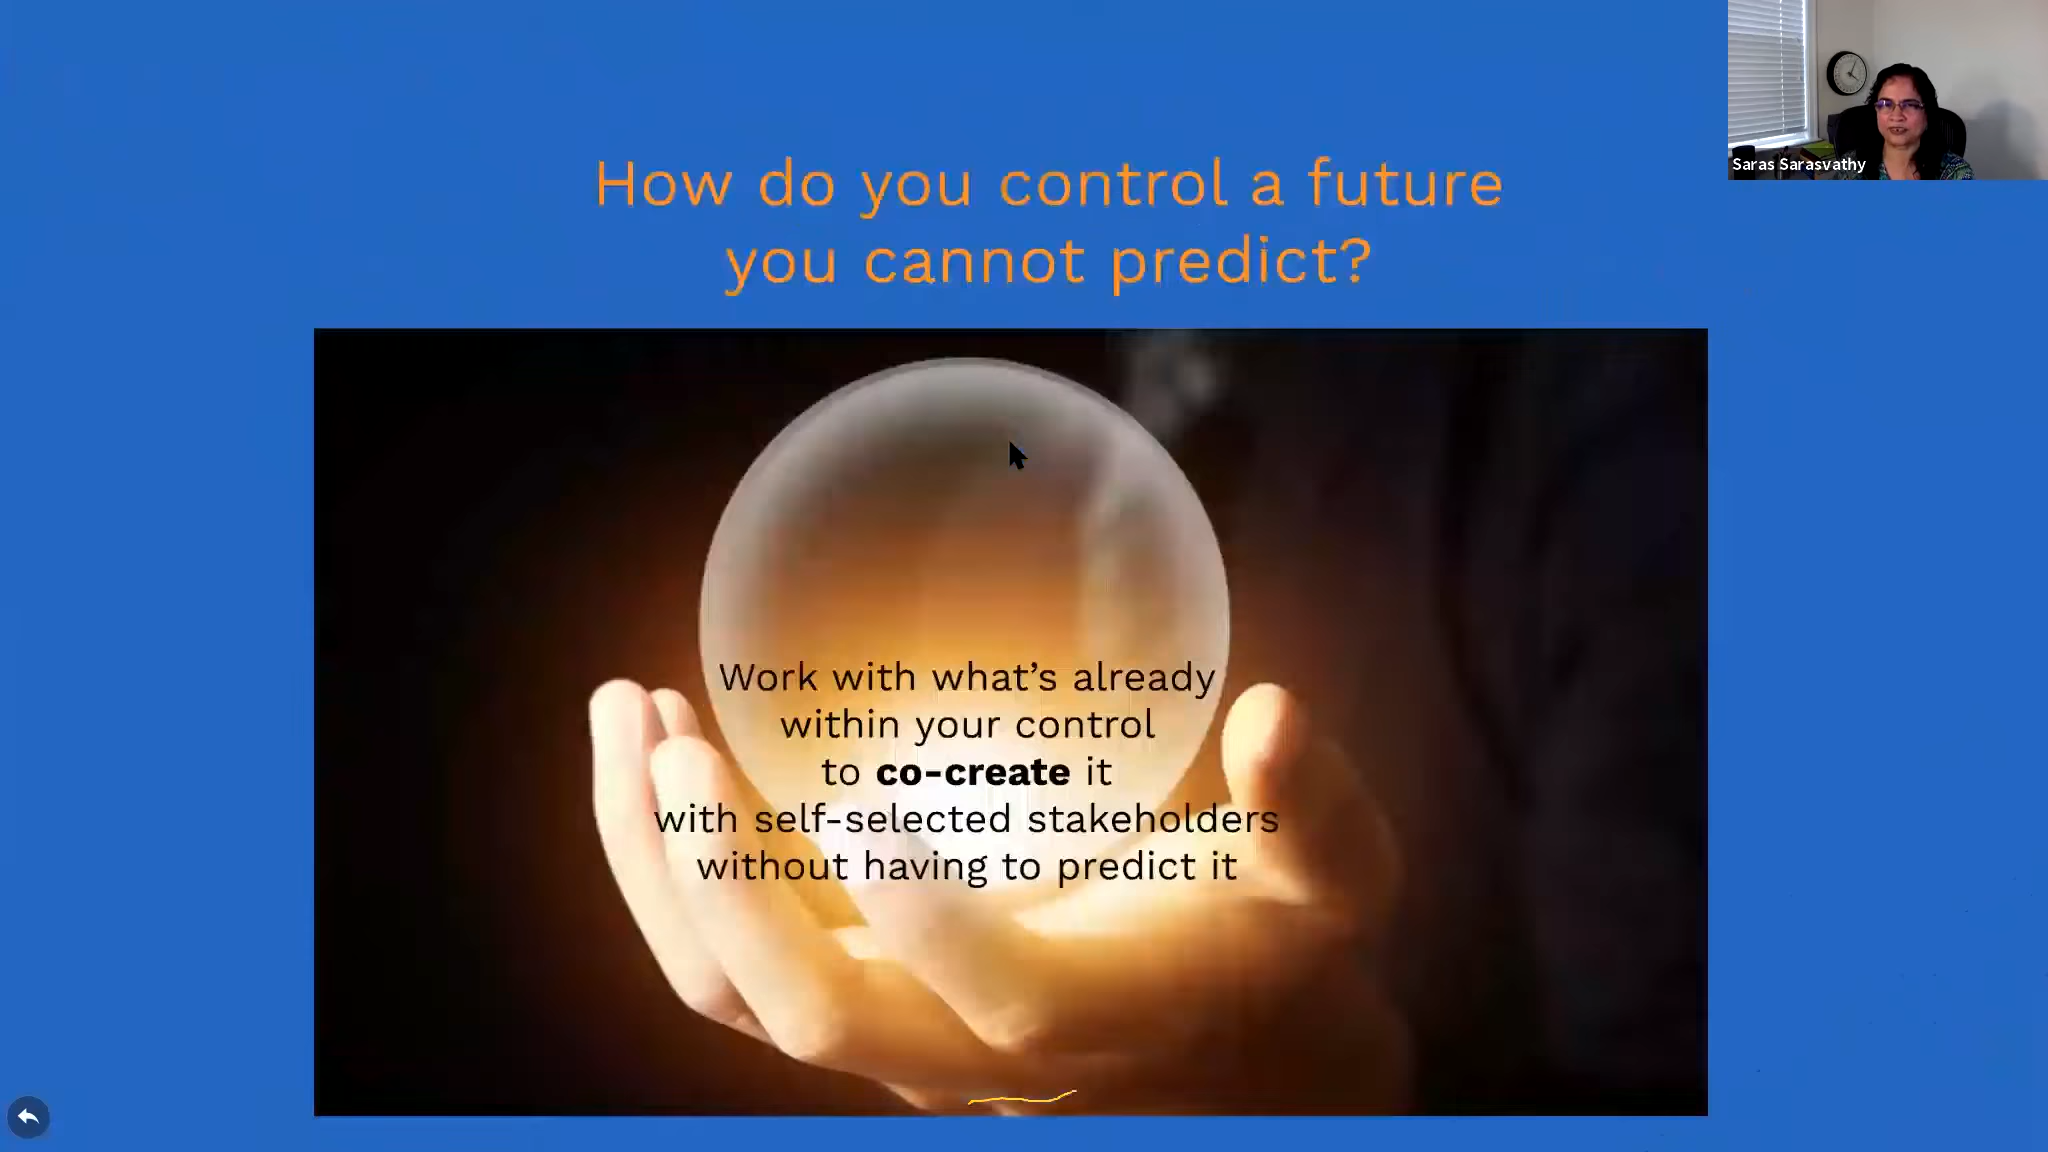 How do you control a future
you cannot predict?
Saras Sarasvathy
Work with what's already
within your control
to co-create it
with self-selected stakeholders
without having to predict it